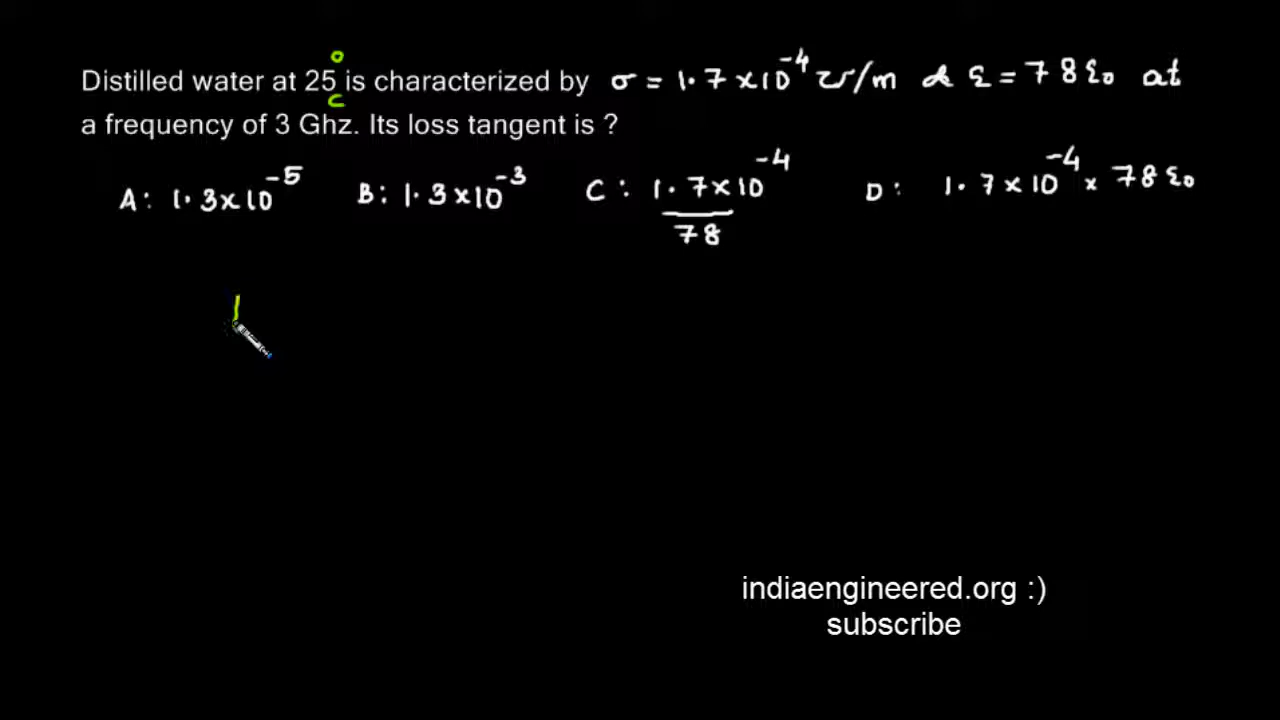 Distilled water at 25°C is characterized by σ = 1.7 × 10⁻⁴ ℧/m & ε = 78ε₀ at
a frequency of 3 Ghz. Its loss tangent is ?
A: 1.3 × 10⁻⁵ B: 1.3 × 10⁻³ C: 1.7 × 10⁻⁴ D: 1.7 × 10⁻⁴ × 78ε₀
78
indiaengineered.org :)
subscribe